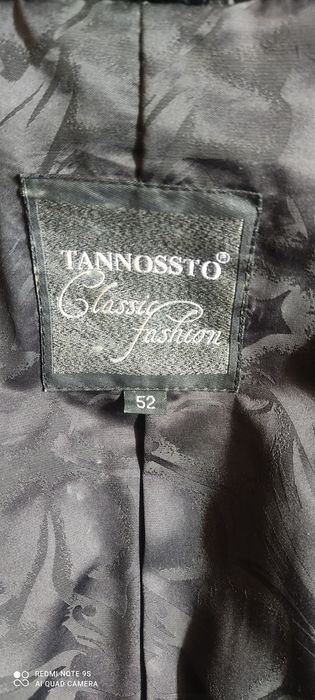 TANNOSSTO®
Classic
fashion
52
REDMI NOTE 9S
AI QUAD CAMERA